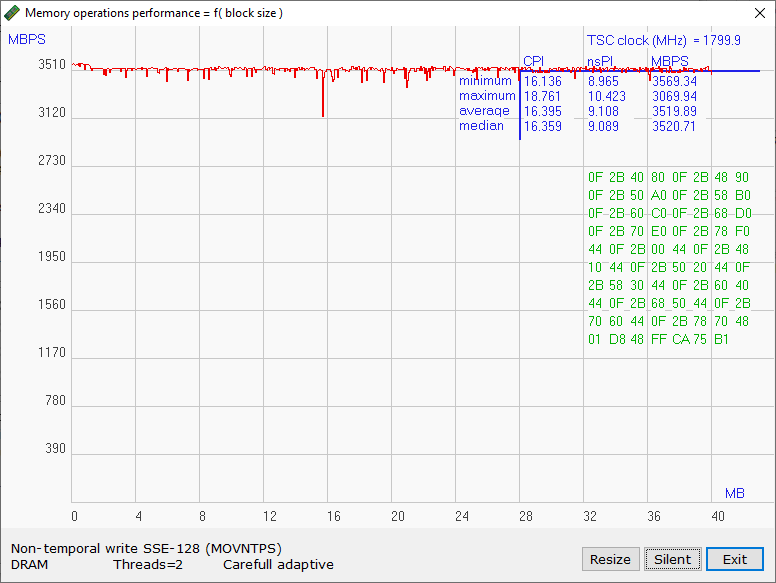 Memory operations performance = f( block size )
MBPS
TSC clock (MHz) = 1799.9
CPI nsPI MBPS
minimum 16.136 8.965 3569.34
maximum 18.761 10.423 3069.94
average 16.395 9.108 3519.89
median 16.359 9.089 3520.71
3510
3120
2730
2340
1950
1560
1170
780
390
0F 2B 40 80 0F 2B 48 90
0F 2B 50 A0 0F 2B 58 B0
0F 2B 60 C0 0F 2B 68 D0
0F 2B 70 E0 0F 2B 78 F0
44 0F 2B 00 44 0F 2B 48
10 44 0F 2B 50 20 44 0F
2B 58 30 44 0F 2B 60 40
44 0F 2B 68 50 44 0F 2B
70 60 44 0F 2B 78 70 48
01 D8 48 FF CA 75 B1
MB
0 4 8 12 16 20 24 28 32 36 40
Non-temporal write SSE-128 (MOVNTPS)
DRAM Threads=2 Carefull adaptive
Resize Silent Exit